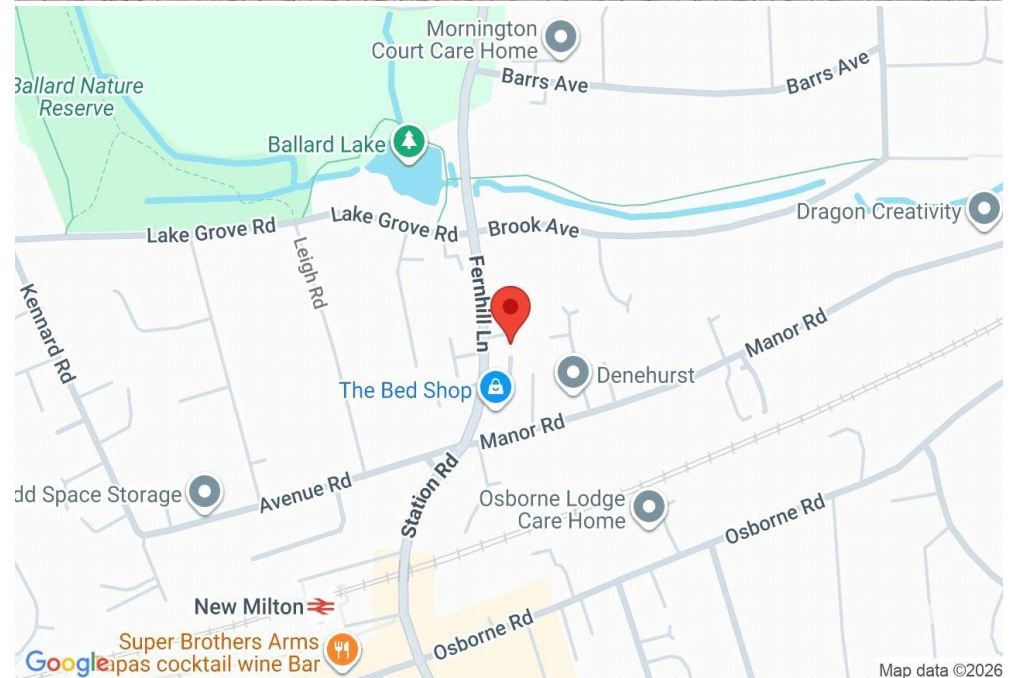 Mornington
Court Care Home
Barrs Ave
Barrs Ave
Ballard Nature
Reserve
Ballard Lake
Dragon Creativity
Lake Grove Rd
Lake Grove Rd
Brook Ave
Leigh Rd
Fernhill Ln
Kennard Rd
Manor Rd
The Bed Shop
Denehurst
Manor Rd
dd Space Storage
Avenue Rd
Station Rd
Osborne Lodge
Care Home
Osborne Rd
New Milton
Osborne Rd
Super Brothers Arms
apas cocktail wine Bar
Google
Map data ©2026